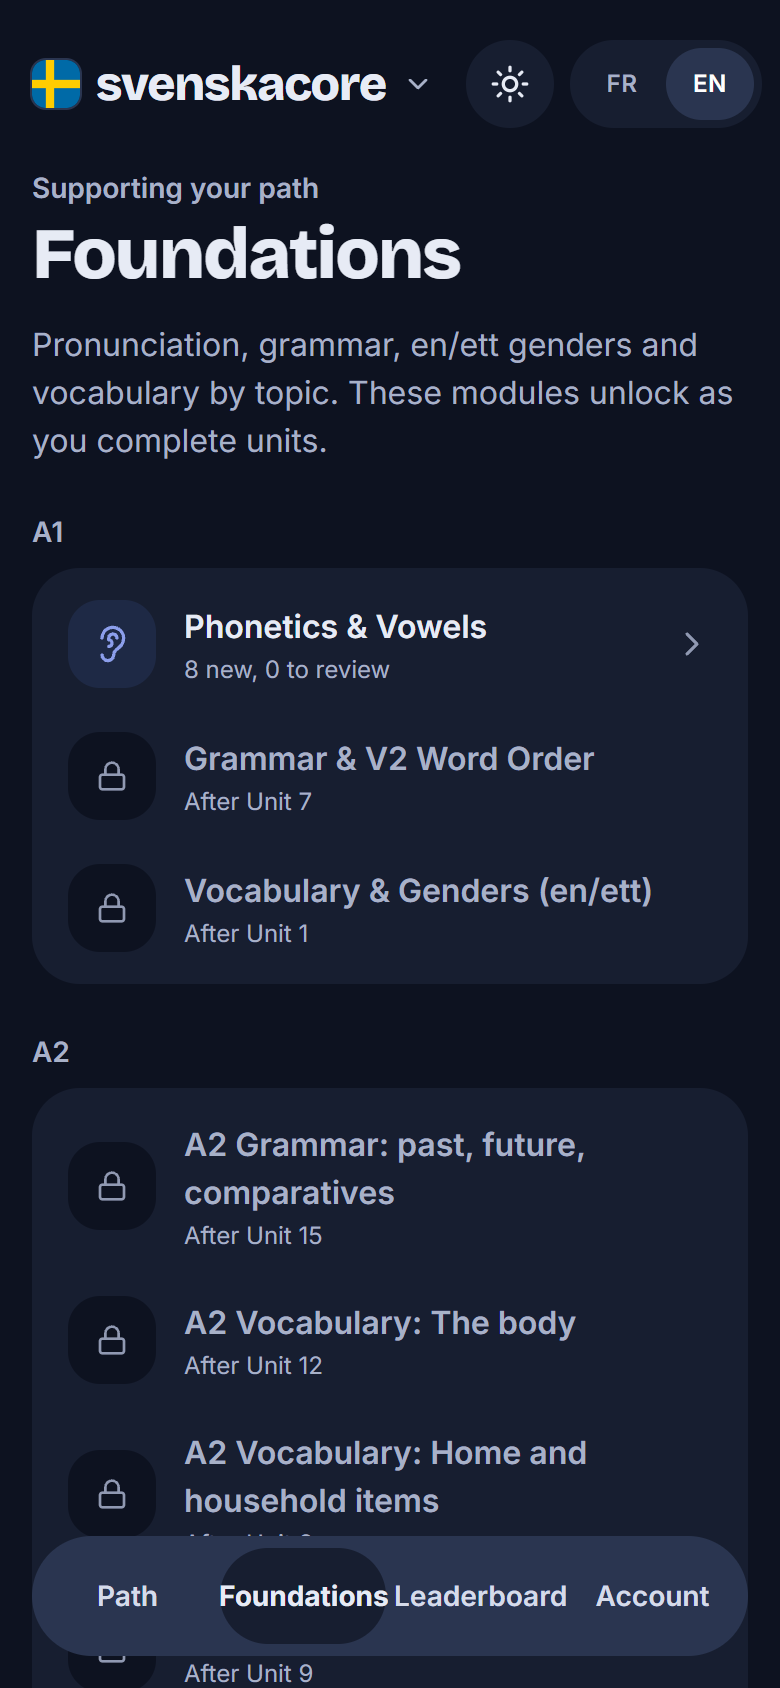 svenskacore
FR
EN
Supporting your path
Foundations
Pronunciation, grammar, en/ett genders and
vocabulary by topic. These modules unlock as
you complete units.
A1
Phonetics & Vowels
8 new, 0 to review
Grammar & V2 Word Order
After Unit 7
Vocabulary & Genders (en/ett)
After Unit 1
A2
A2 Grammar: past, future,
comparatives
After Unit 15
A2 Vocabulary: The body
After Unit 12
A2 Vocabulary: Home and
household items
Path
Foundations
Leaderboard
Account
After Unit 9